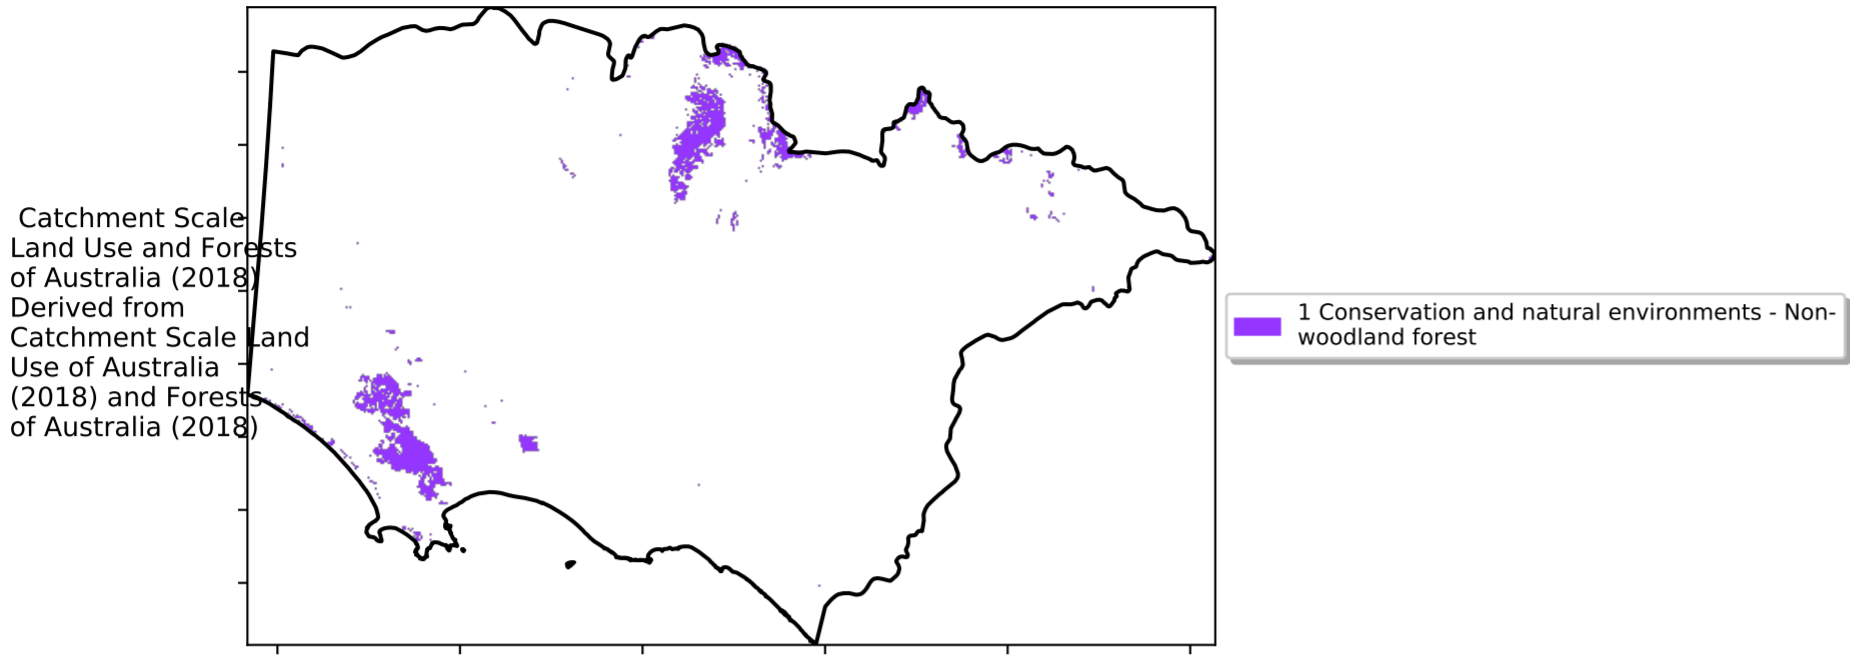 Catchment Scale
Land Use and Forests
of Australia (2018)
Derived from
Catchment Scale Land
Use of Australia
(2018) and Forests
of Australia (2018)
1 Conservation and natural environments - Non-
woodland forest